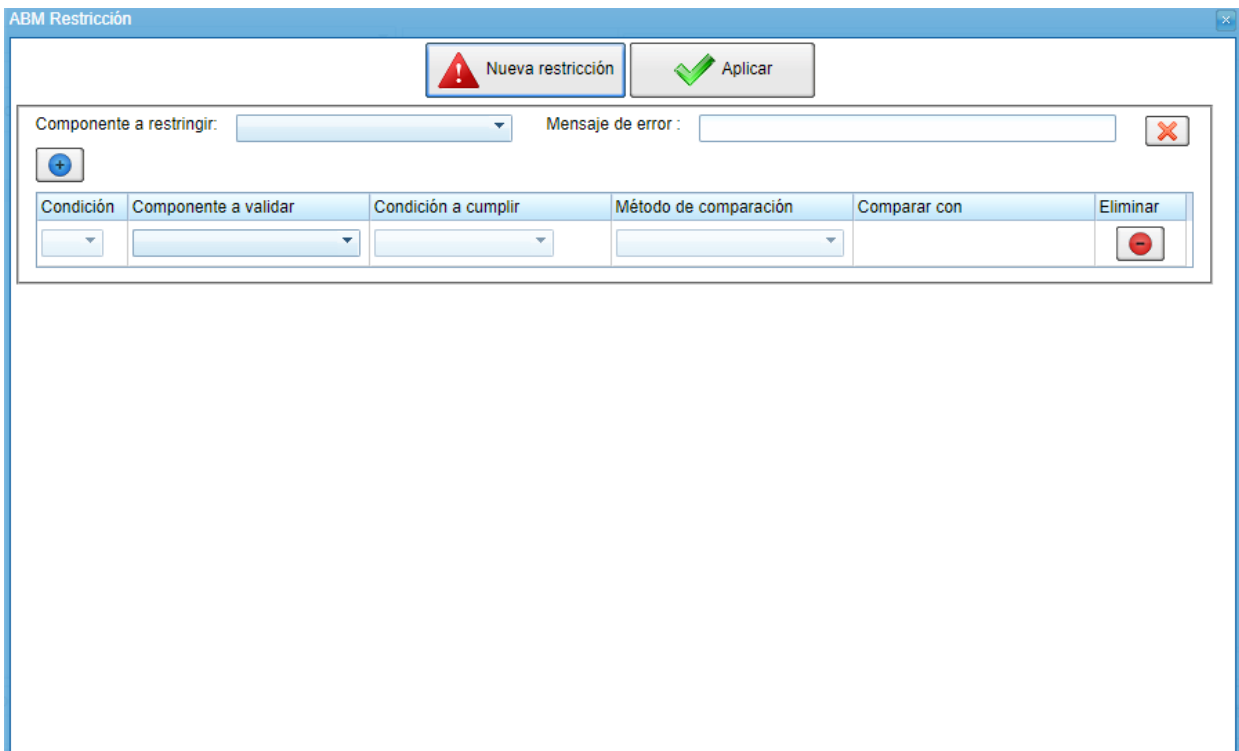 ABM Restricción
Nueva restricción Aplicar
Componente a restringir: Mensaje de error :
Condición Componente a validar Condición a cumplir Método de comparación Comparar con Eliminar